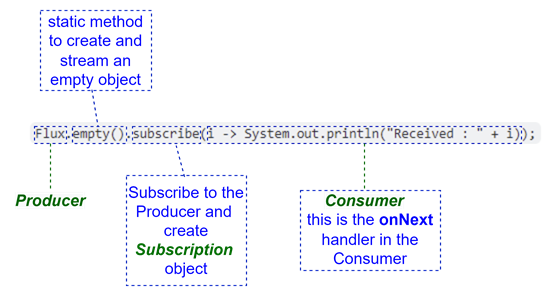 static method
to create and
stream an
empty object
Flux.empty().subscribe(i -> System.out.println("Received : " + i));
Producer
Subscribe to the
Producer and
create
Subscription
object
Consumer
this is the onNext
handler in the
Consumer